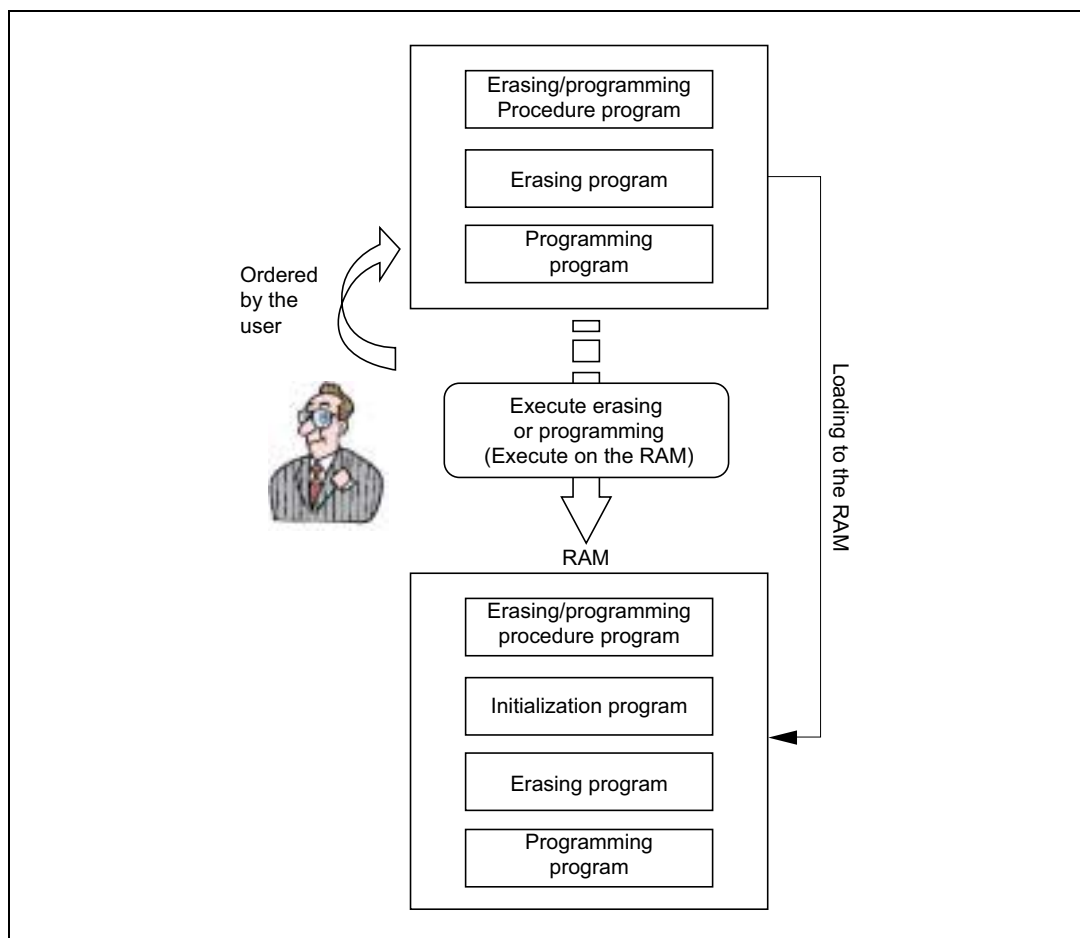 Erasing/programming
Procedure program
Erasing program
Programming
program
Ordered
by the
user
Execute erasing
or programming
(Execute on the RAM)
Loading to the RAM
RAM
Erasing/programming
procedure program
Initialization program
Erasing program
Programming
program